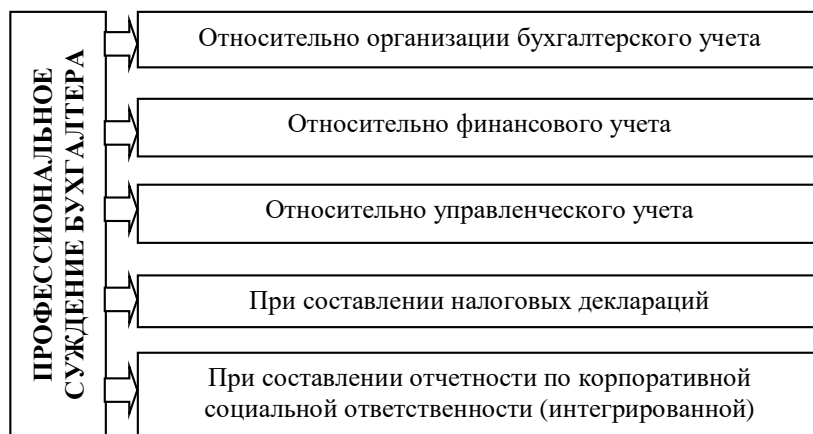 ПРОФЕССИОНАЛЬНОЕ
СУЖДЕНИЕ БУХГАЛТЕРА
Относительно организации бухгалтерского учета
Относительно финансового учета
Относительно управленческого учета
При составлении налоговых деклараций
При составлении отчетности по корпоративной
социальной ответственности (интегрированной)